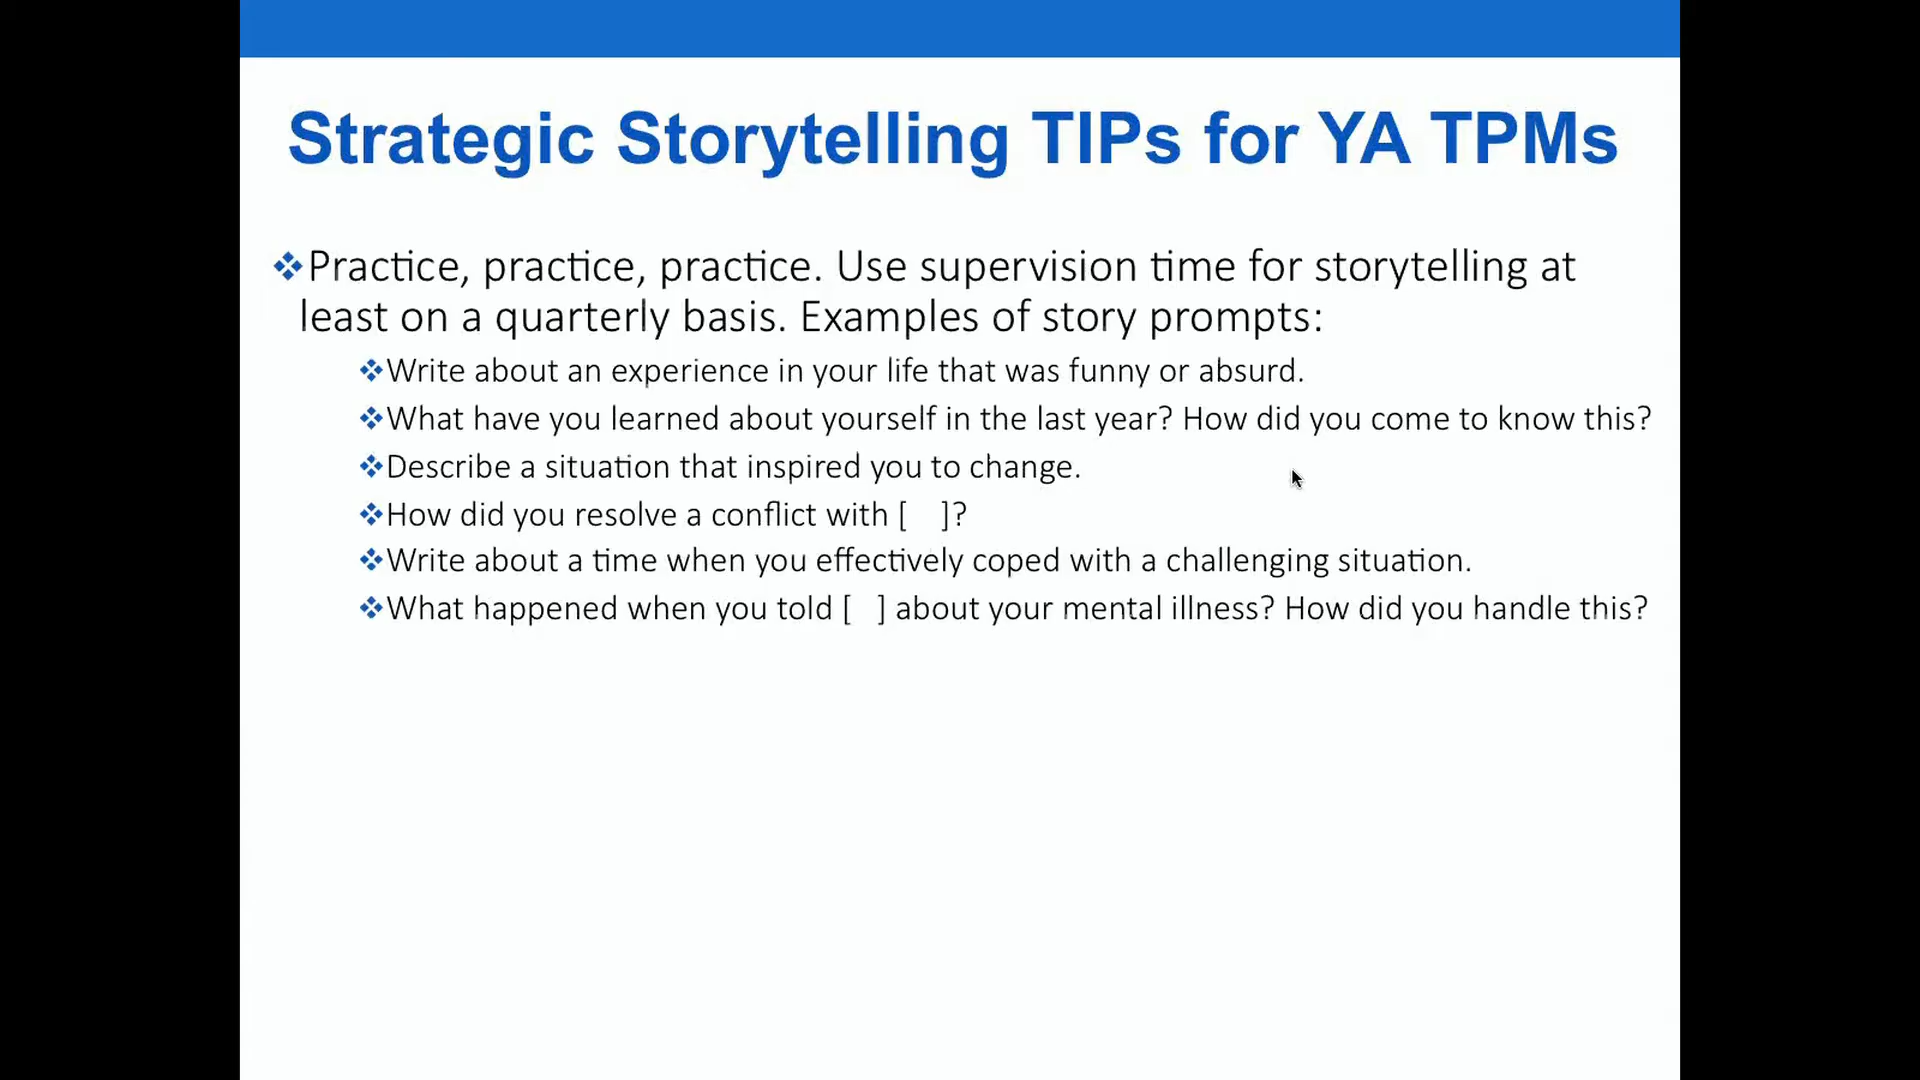 Strategic Storytelling TIPs for YA TPMs
❖Practice, practice, practice. Use supervision time for storytelling at
least on a quarterly basis. Examples of story prompts:
❖Write about an experience in your life that was funny or absurd.
❖What have you learned about yourself in the last year? How did you come to know this?
❖Describe a situation that inspired you to change.
❖How did you resolve a conflict with [   ]?
❖Write about a time when you effectively coped with a challenging situation.
❖What happened when you told [   ] about your mental illness? How did you handle this?